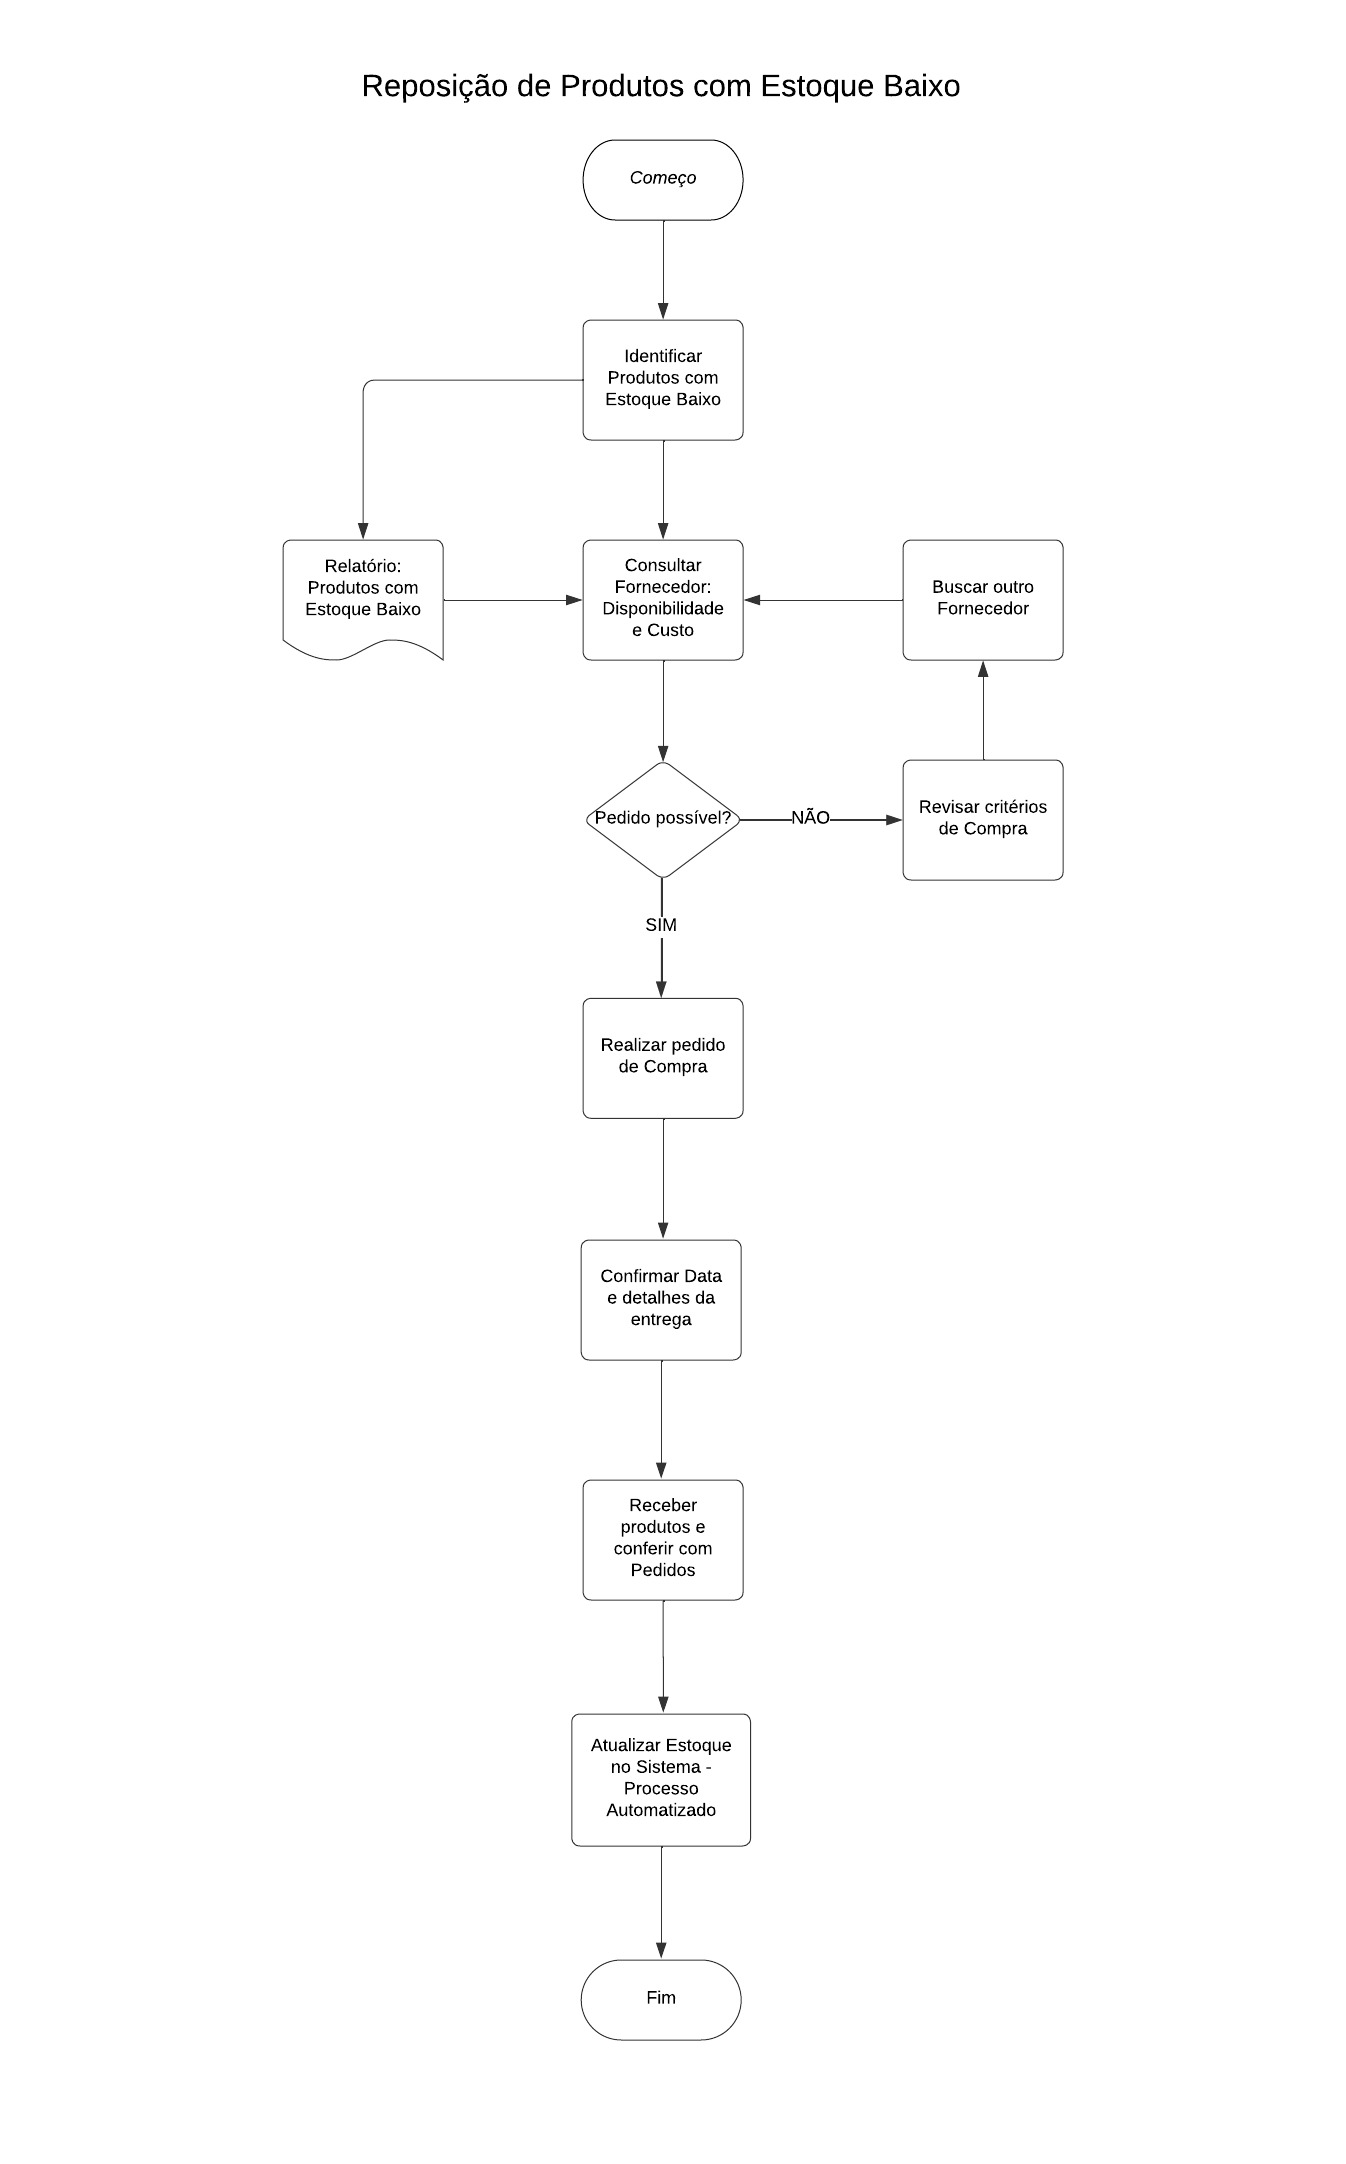 Reposição de Produtos com Estoque Baixo
Começo
Identificar
Produtos com
Estoque Baixo
Relatório:
Produtos com
Estoque Baixo
Consultar
Fornecedor:
Disponibilidade
e Custo
Buscar outro
Fornecedor
Pedido possível?
NÃO
Revisar critérios
de Compra
SIM
Realizar pedido
de Compra
Confirmar Data
e detalhes da
entrega
Receber
produtos e
conferir com
Pedidos
Atualizar Estoque
no Sistema -
Processo
Automatizado
Fim